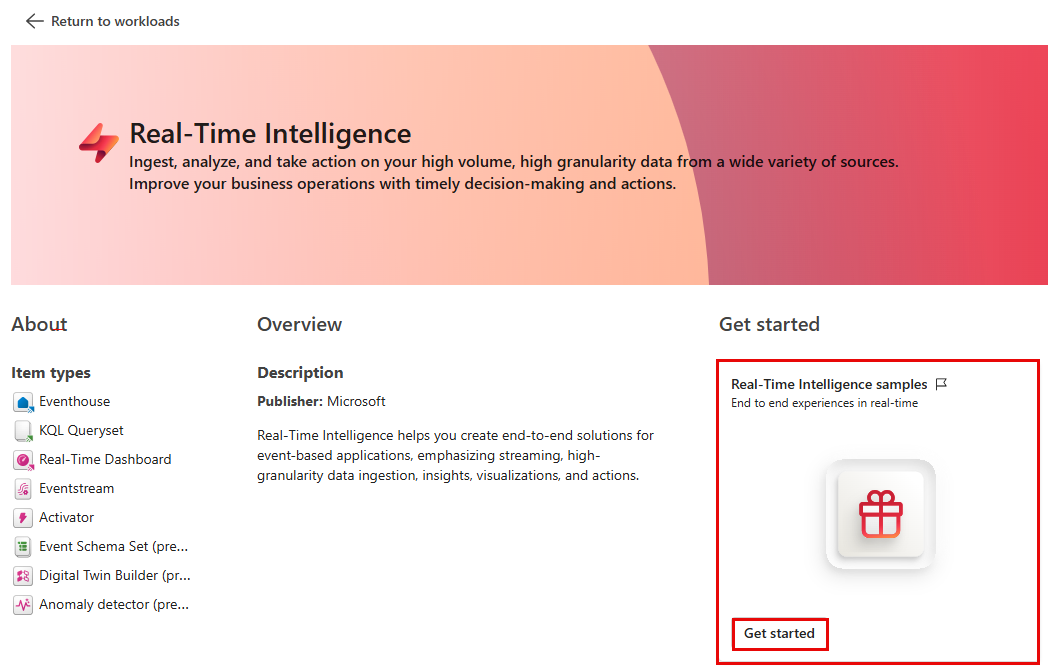 Return to workloads
Real-Time Intelligence
Ingest, analyze, and take action on your high volume, high granularity data from a wide variety of sources.
Improve your business operations with timely decision-making and actions.
About
Item types
Eventhouse
KQL Queryset
Real-Time Dashboard
Eventstream
Activator
Event Schema Set (pre...
Digital Twin Builder (pr...
Anomaly detector (pre...
Overview
Description
Publisher: Microsoft
Real-Time Intelligence helps you create end-to-end solutions for
event-based applications, emphasizing streaming, high-
granularity data ingestion, insights, visualizations, and actions.
Get started
Real-Time Intelligence samples
End to end experiences in real-time
Get started